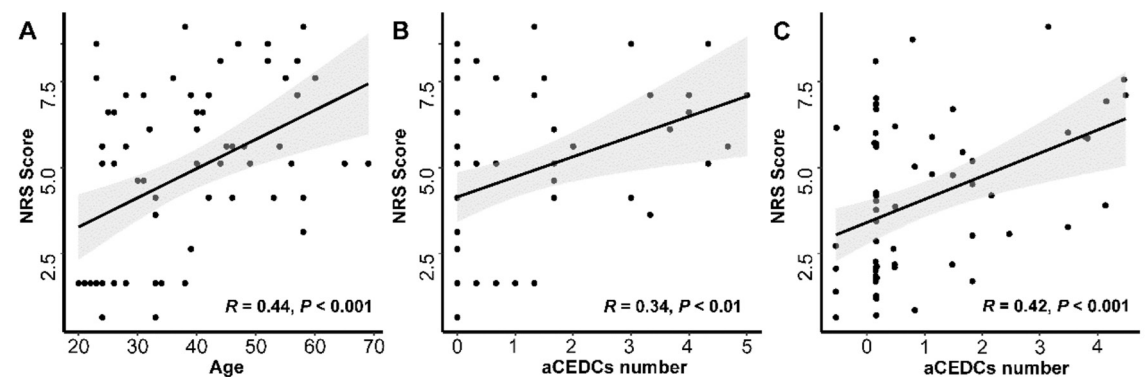 A
NRS Score
7.5
5.0
2.5
R = 0.44, P < 0.001
20 30 40 50 60 70
Age
B
NRS Score
7.5
5.0
2.5
R = 0.34, P < 0.01
0 1 2 3 4 5
aCEDCs number
C
NRS Score
7.5
5.0
2.5
R = 0.42, P < 0.001
0 1 2 3 4
aCEDCs number